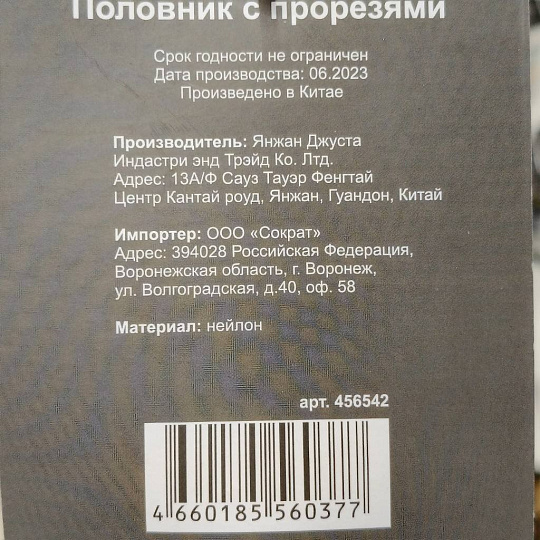 Половник с прорезями
Срок годности не ограничен
Дата производства: 06.2023
Произведено в Китае
Производитель: Янжан Джуста
Индастри энд Трэйд Ко. Лтд.
Адрес: 13А/Ф Сауз Тауэр Фенгтай
Центр Кантай роуд, Янжан, Гуандон, Китай
Импортер: ООО «Сократ»
Адрес: 394028 Российская Федерация,
Воронежская область, г. Воронеж,
ул. Волгоградская, д.40, оф. 58
Материал: нейлон
арт. 456542
4 660185 560377